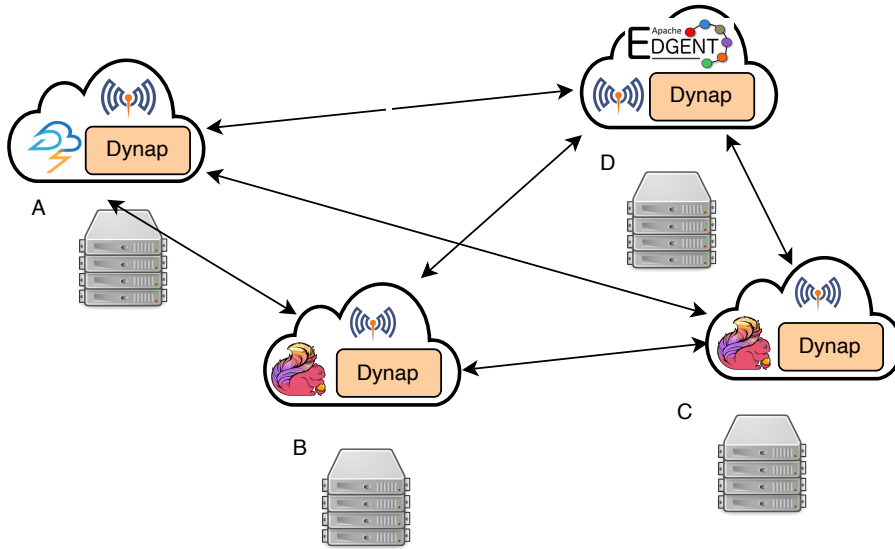 Apache
EDGENT
Dynap
D
Dynap
A
Dynap
B
Dynap
C